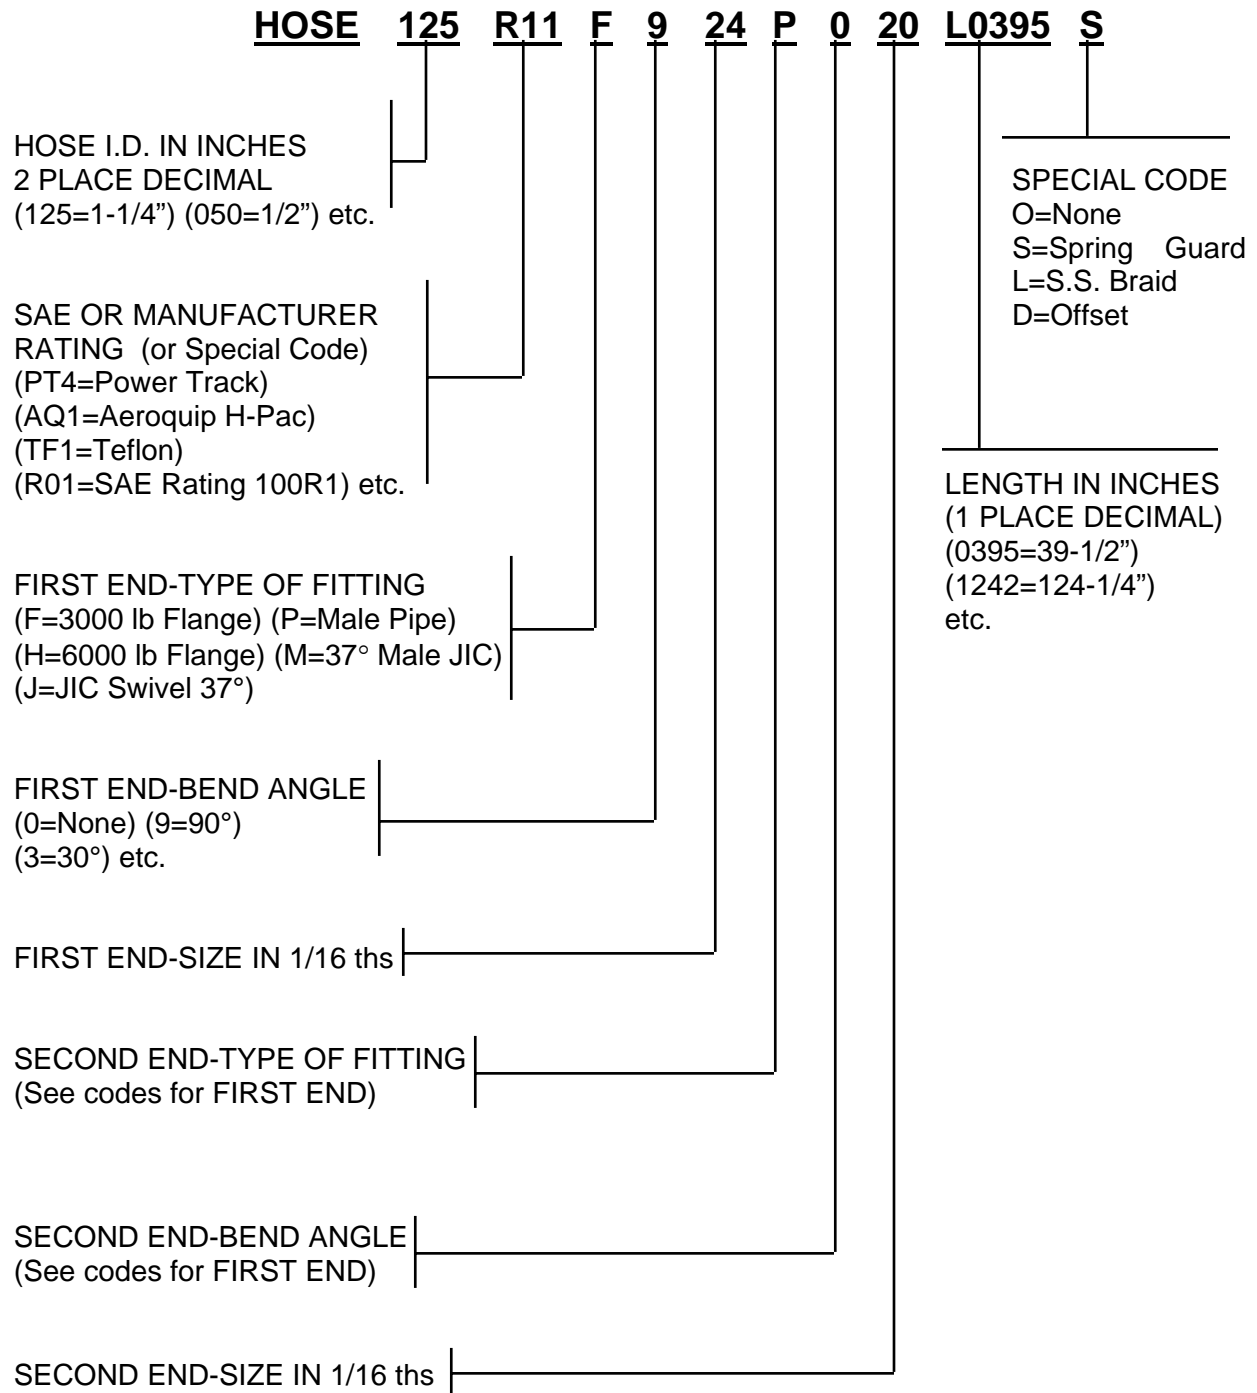 HOSE 125 R11 F 9 24 P 0 20 L0395 S
HOSE I.D. IN INCHES
2 PLACE DECIMAL
(125=1-1/4”) (050=1/2”) etc.
SAE OR MANUFACTURER
RATING (or Special Code)
(PT4=Power Track)
(AQ1=Aeroquip H-Pac)
(TF1=Teflon)
(R01=SAE Rating 100R1) etc.
FIRST END-TYPE OF FITTING
(F=3000 lb Flange) (P=Male Pipe)
(H=6000 lb Flange) (M=37° Male JIC)
(J=JIC Swivel 37°)
FIRST END-BEND ANGLE
(0=None) (9=90°)
(3=30°) etc.
FIRST END-SIZE IN 1/16 ths
SECOND END-TYPE OF FITTING
(See codes for FIRST END)
SECOND END-BEND ANGLE
(See codes for FIRST END)
SECOND END-SIZE IN 1/16 ths
SPECIAL CODE
O=None
S=Spring Guard
L=S.S. Braid
D=Offset
LENGTH IN INCHES
(1 PLACE DECIMAL)
(0395=39-1/2”)
(1242=124-1/4”)
etc.